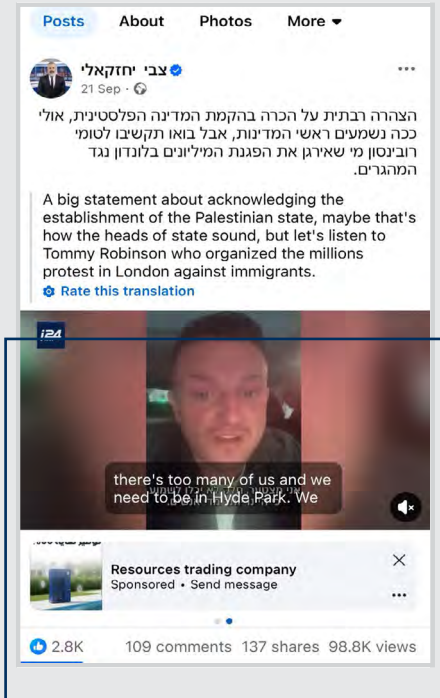 Posts About Photos More
צבי יחזקאלי
21 Sep ·
הצהרה רבתית על הכרה בהקמת המדינה הפלסטינית, אולי
ככה נשמעים ראשי המדינות, אבל בואו תקשיבו לטומי
רובינסון מי שאירגן את הפגנת המיליונים בלונדון נגד
המהגרים.
A big statement about acknowledging the
establishment of the Palestinian state, maybe that's
how the heads of state sound, but let's listen to
Tommy Robinson who organized the millions
protest in London against immigrants.
Rate this translation
i24
there's too many of us and we
need to be in Hyde Park. We
Resources trading company
Sponsored • Send message
2.8K 109 comments 137 shares 98.8K views